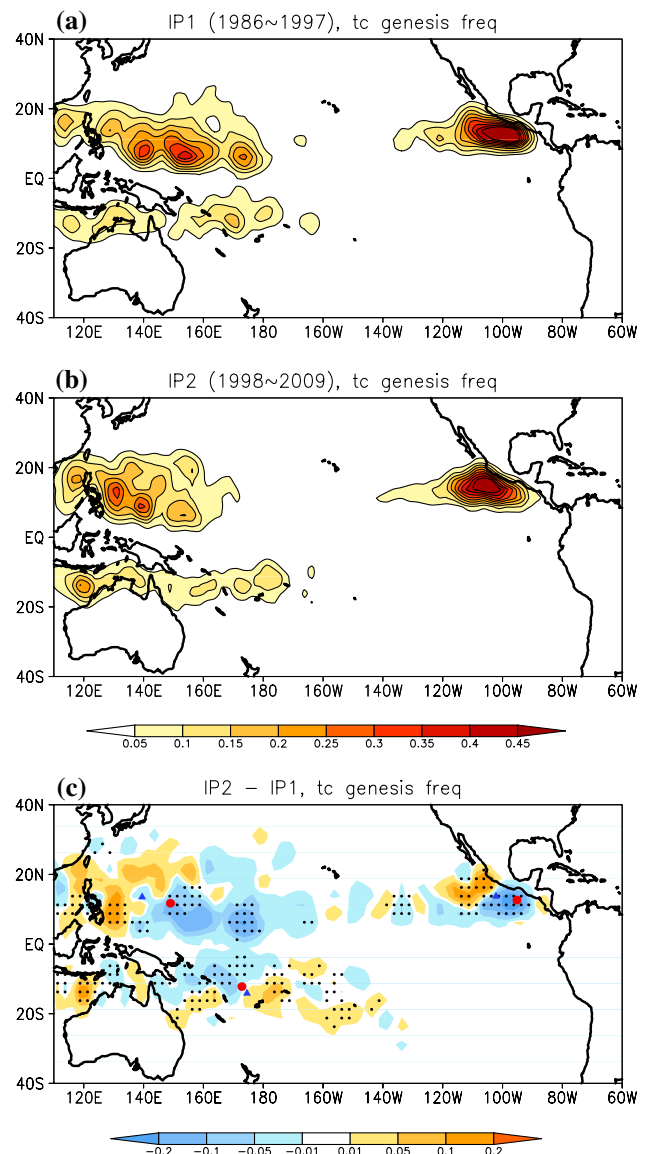 (a) IP1 (1986~1997), tc genesis freq
40N
20N
EQ
20S
40S
120E 140E 160E 180 160W 140W 120W 100W 80W 60W
(b) IP2 (1998~2009), tc genesis freq
40N
20N
EQ
20S
40S
120E 140E 160E 180 160W 140W 120W 100W 80W 60W
0.05 0.1 0.15 0.2 0.25 0.3 0.35 0.4 0.45
(c) IP2 − IP1, tc genesis freq
40N
20N
EQ
20S
40S
120E 140E 160E 180 160W 140W 120W 100W 80W 60W
−0.2 −0.1 −0.05 −0.01 0.01 0.05 0.1 0.2